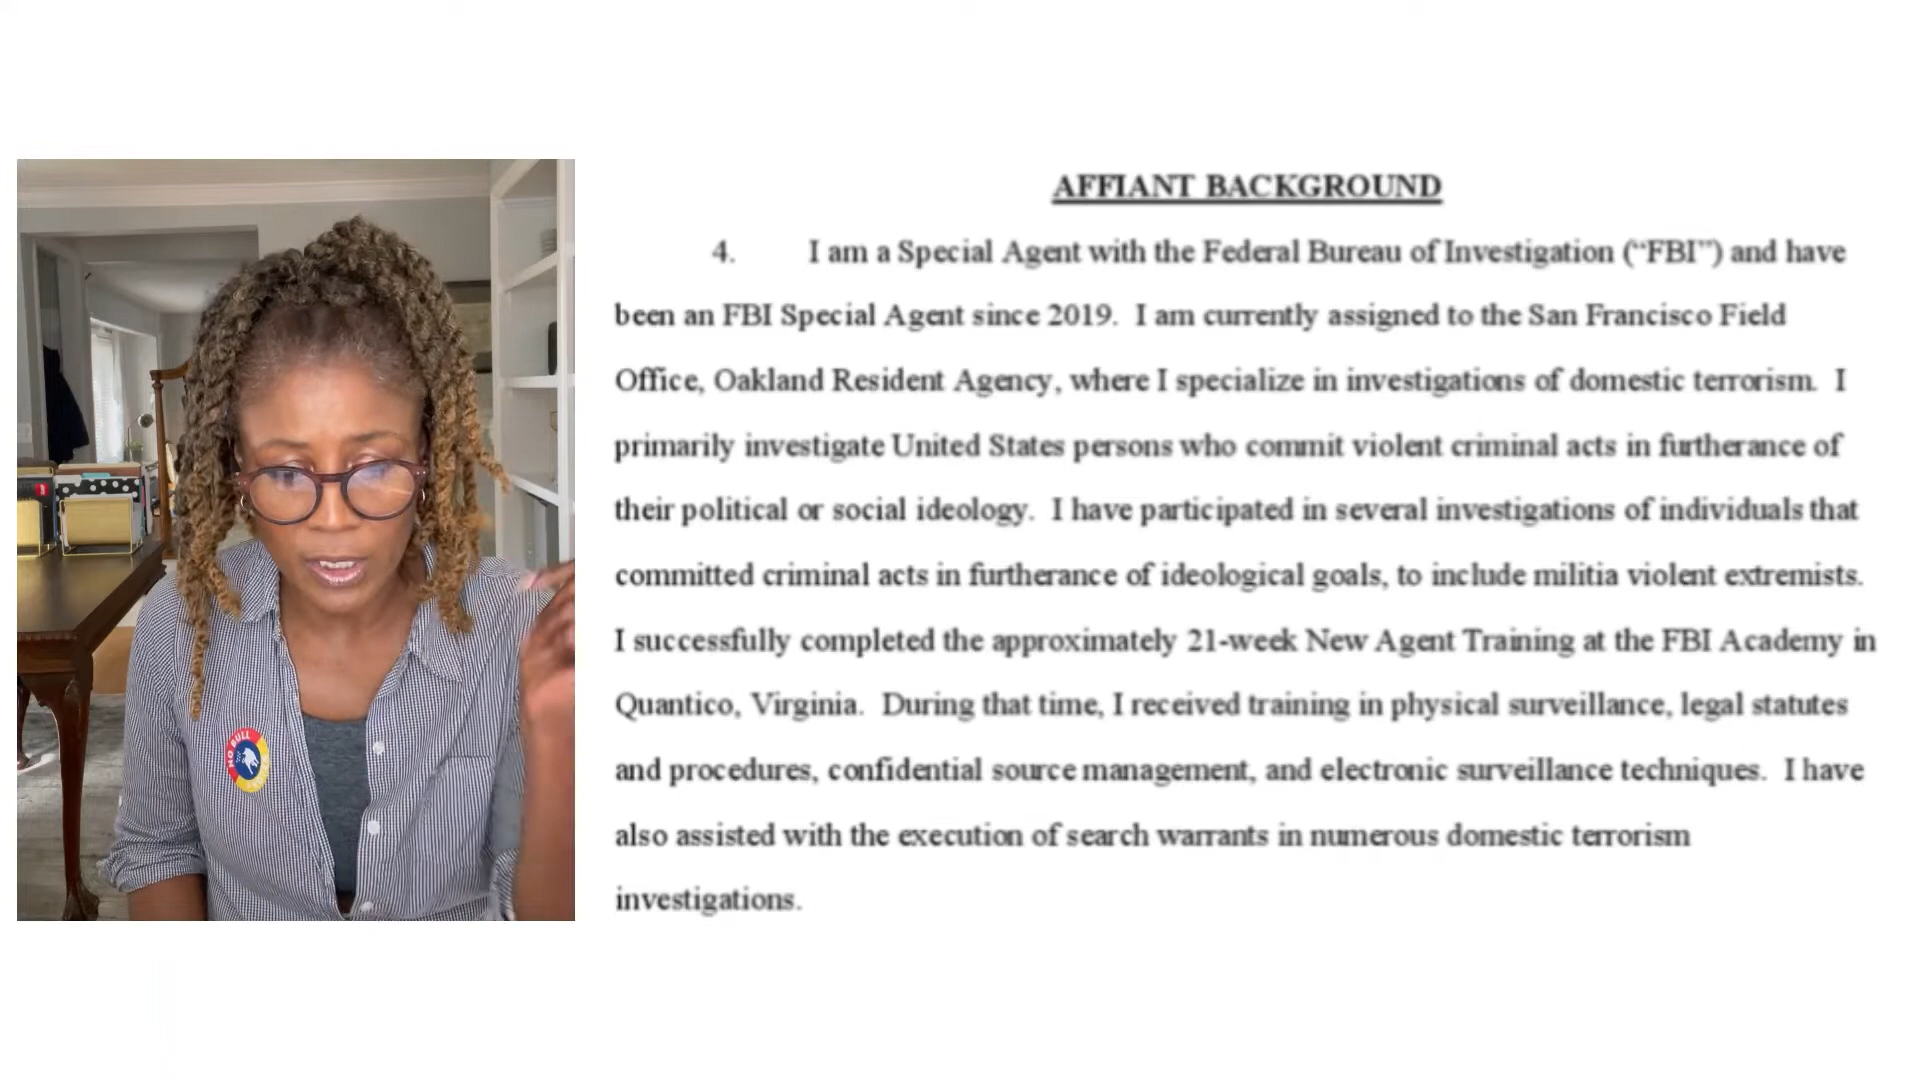 NO BULL
AFFIANT BACKGROUND
4. I am a Special Agent with the Federal Bureau of Investigation (“FBI”) and have
been an FBI Special Agent since 2019. I am currently assigned to the San Francisco Field
Office, Oakland Resident Agency, where I specialize in investigations of domestic terrorism. I
primarily investigate United States persons who commit violent criminal acts in furtherance of
their political or social ideology. I have participated in several investigations of individuals that
committed criminal acts in furtherance of ideological goals, to include militia violent extremists.
I successfully completed the approximately 21-week New Agent Training at the FBI Academy in
Quantico, Virginia. During that time, I received training in physical surveillance, legal statutes
and procedures, confidential source management, and electronic surveillance techniques. I have
also assisted with the execution of search warrants in numerous domestic terrorism
investigations.